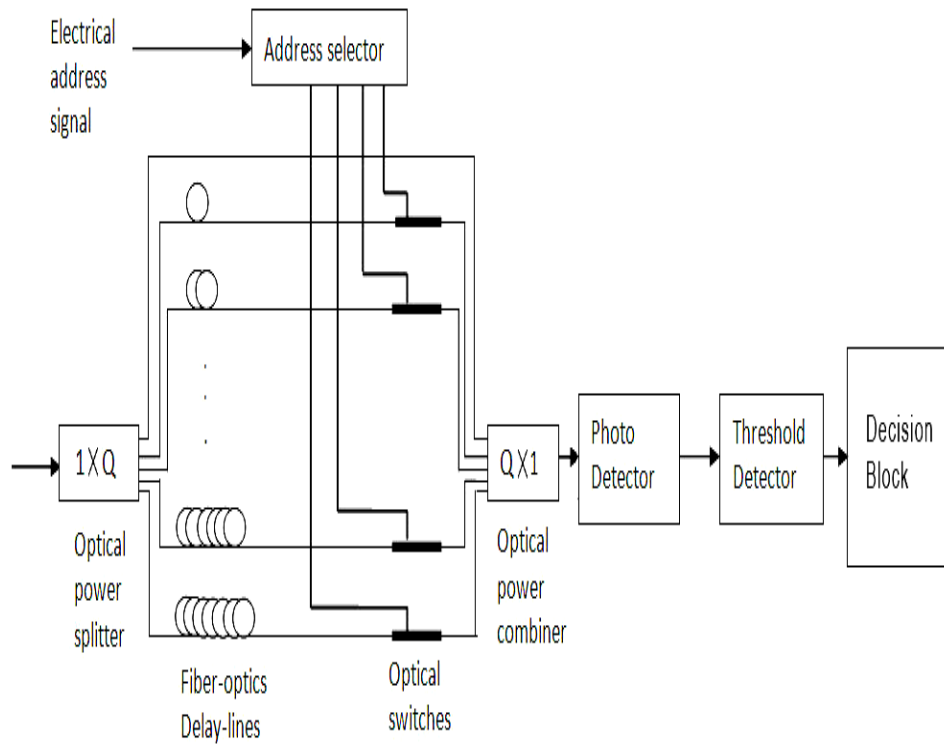 Electrical
address
signal
Address selector
1 X Q
Optical
power
splitter
Fiber-optics
Delay-lines
Optical
switches
Q X 1
Optical
power
combiner
Photo
Detector
Threshold
Detector
Decision
Block